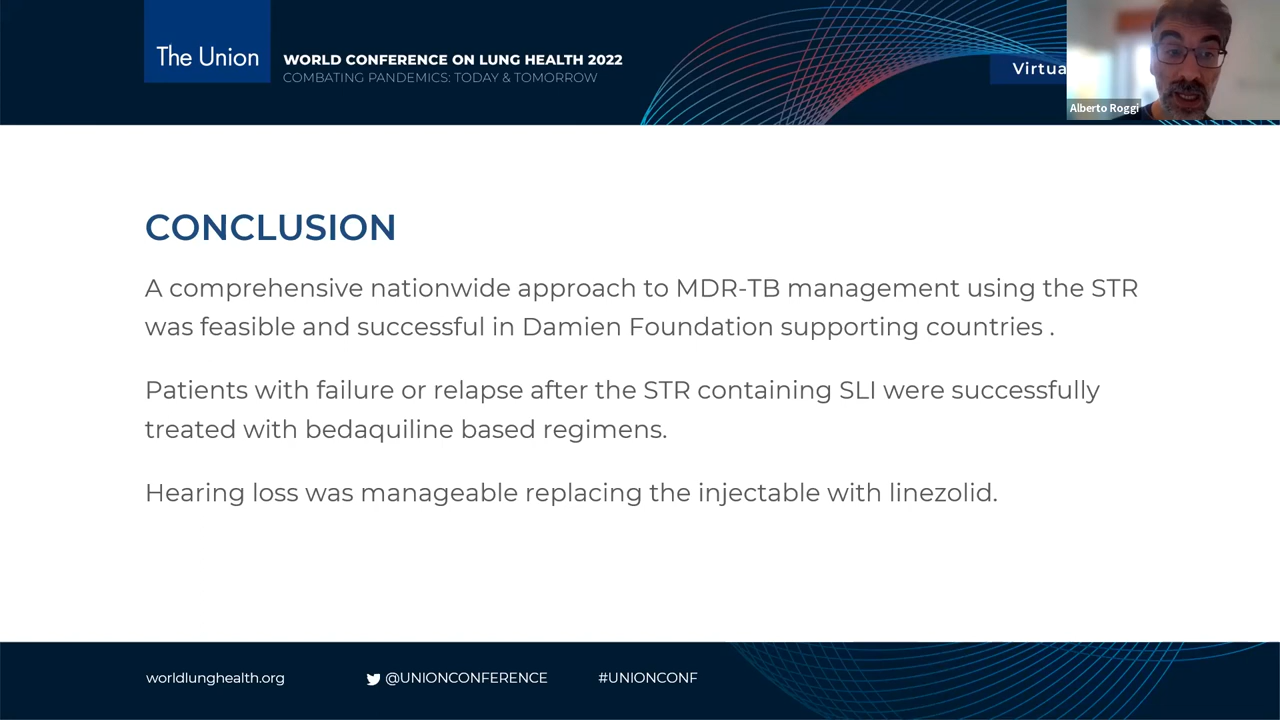 The Union
WORLD CONFERENCE ON LUNG HEALTH 2022
COMBATING PANDEMICS: TODAY & TOMORROW
Virtua
Alberto Roggi
CONCLUSION
A comprehensive nationwide approach to MDR-TB management using the STR
was feasible and successful in Damien Foundation supporting countries .
Patients with failure or relapse after the STR containing SLI were successfully
treated with bedaquiline based regimens.
Hearing loss was manageable replacing the injectable with linezolid.
worldlunghealth.org
@UNIONCONFERENCE
#UNIONCONF